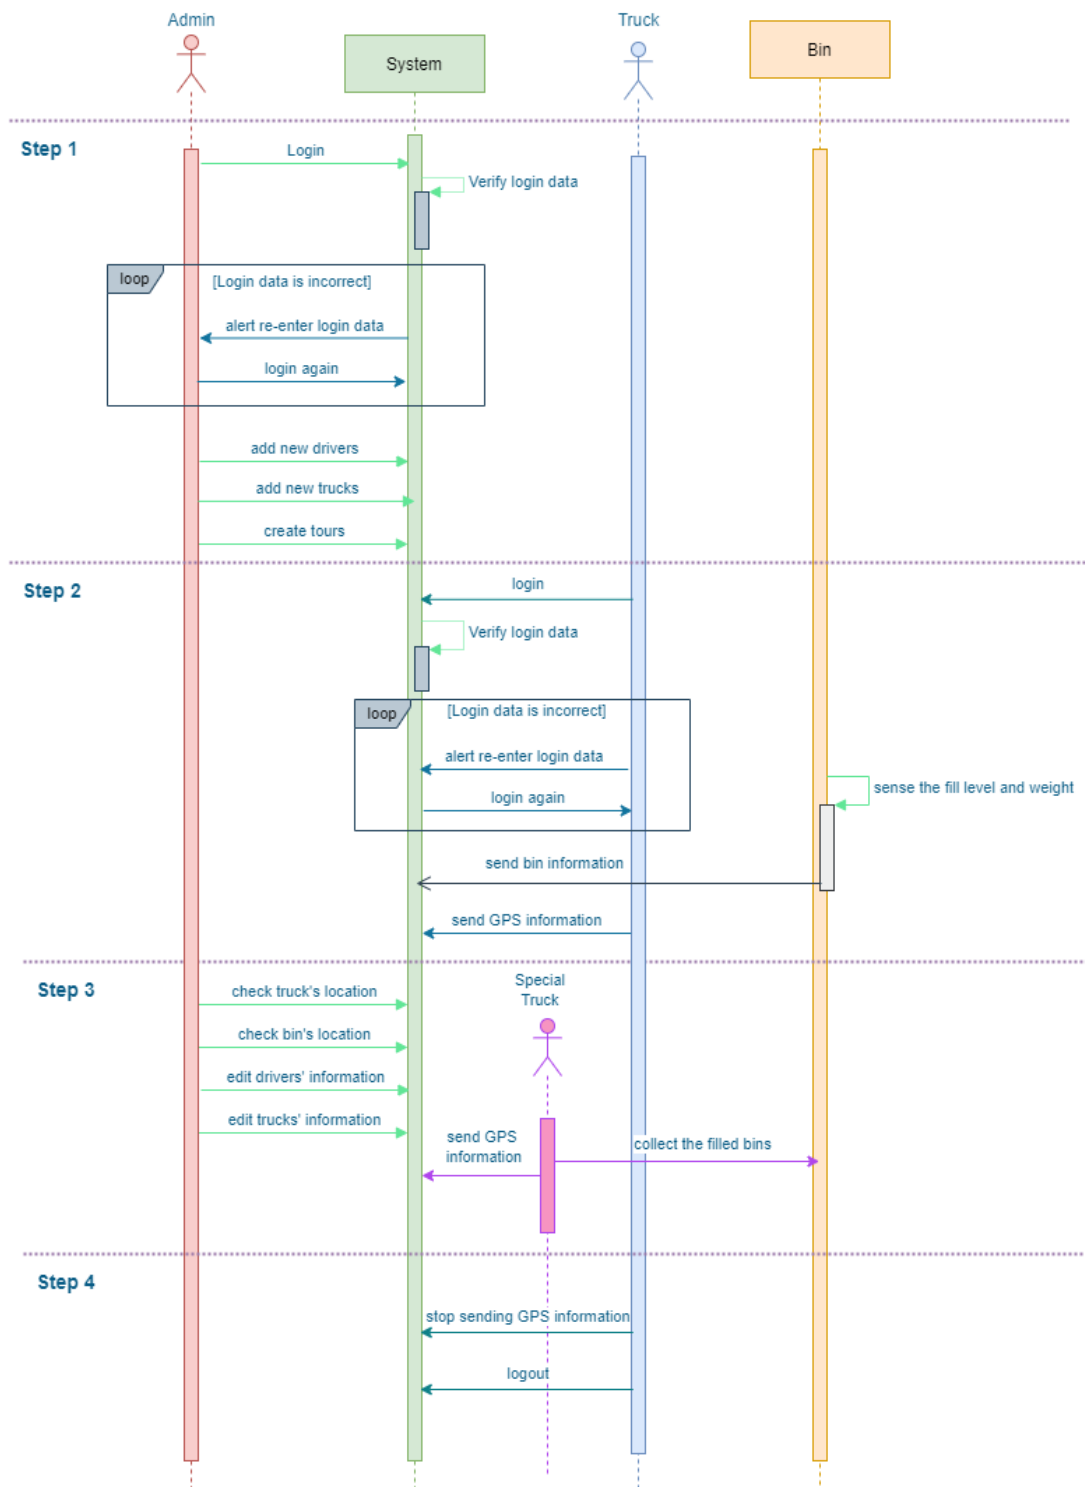 Admin
System
Truck
Bin
Step 1
Login
Verify login data
loop
[Login data is incorrect]
alert re-enter login data
login again
add new drivers
add new trucks
create tours
Step 2
login
Verify login data
loop
[Login data is incorrect]
alert re-enter login data
login again
sense the fill level and weight
send bin information
send GPS information
Step 3
Special
Truck
check truck's location
check bin's location
edit drivers' information
edit trucks' information
send GPS
information
collect the filled bins
Step 4
stop sending GPS information
logout